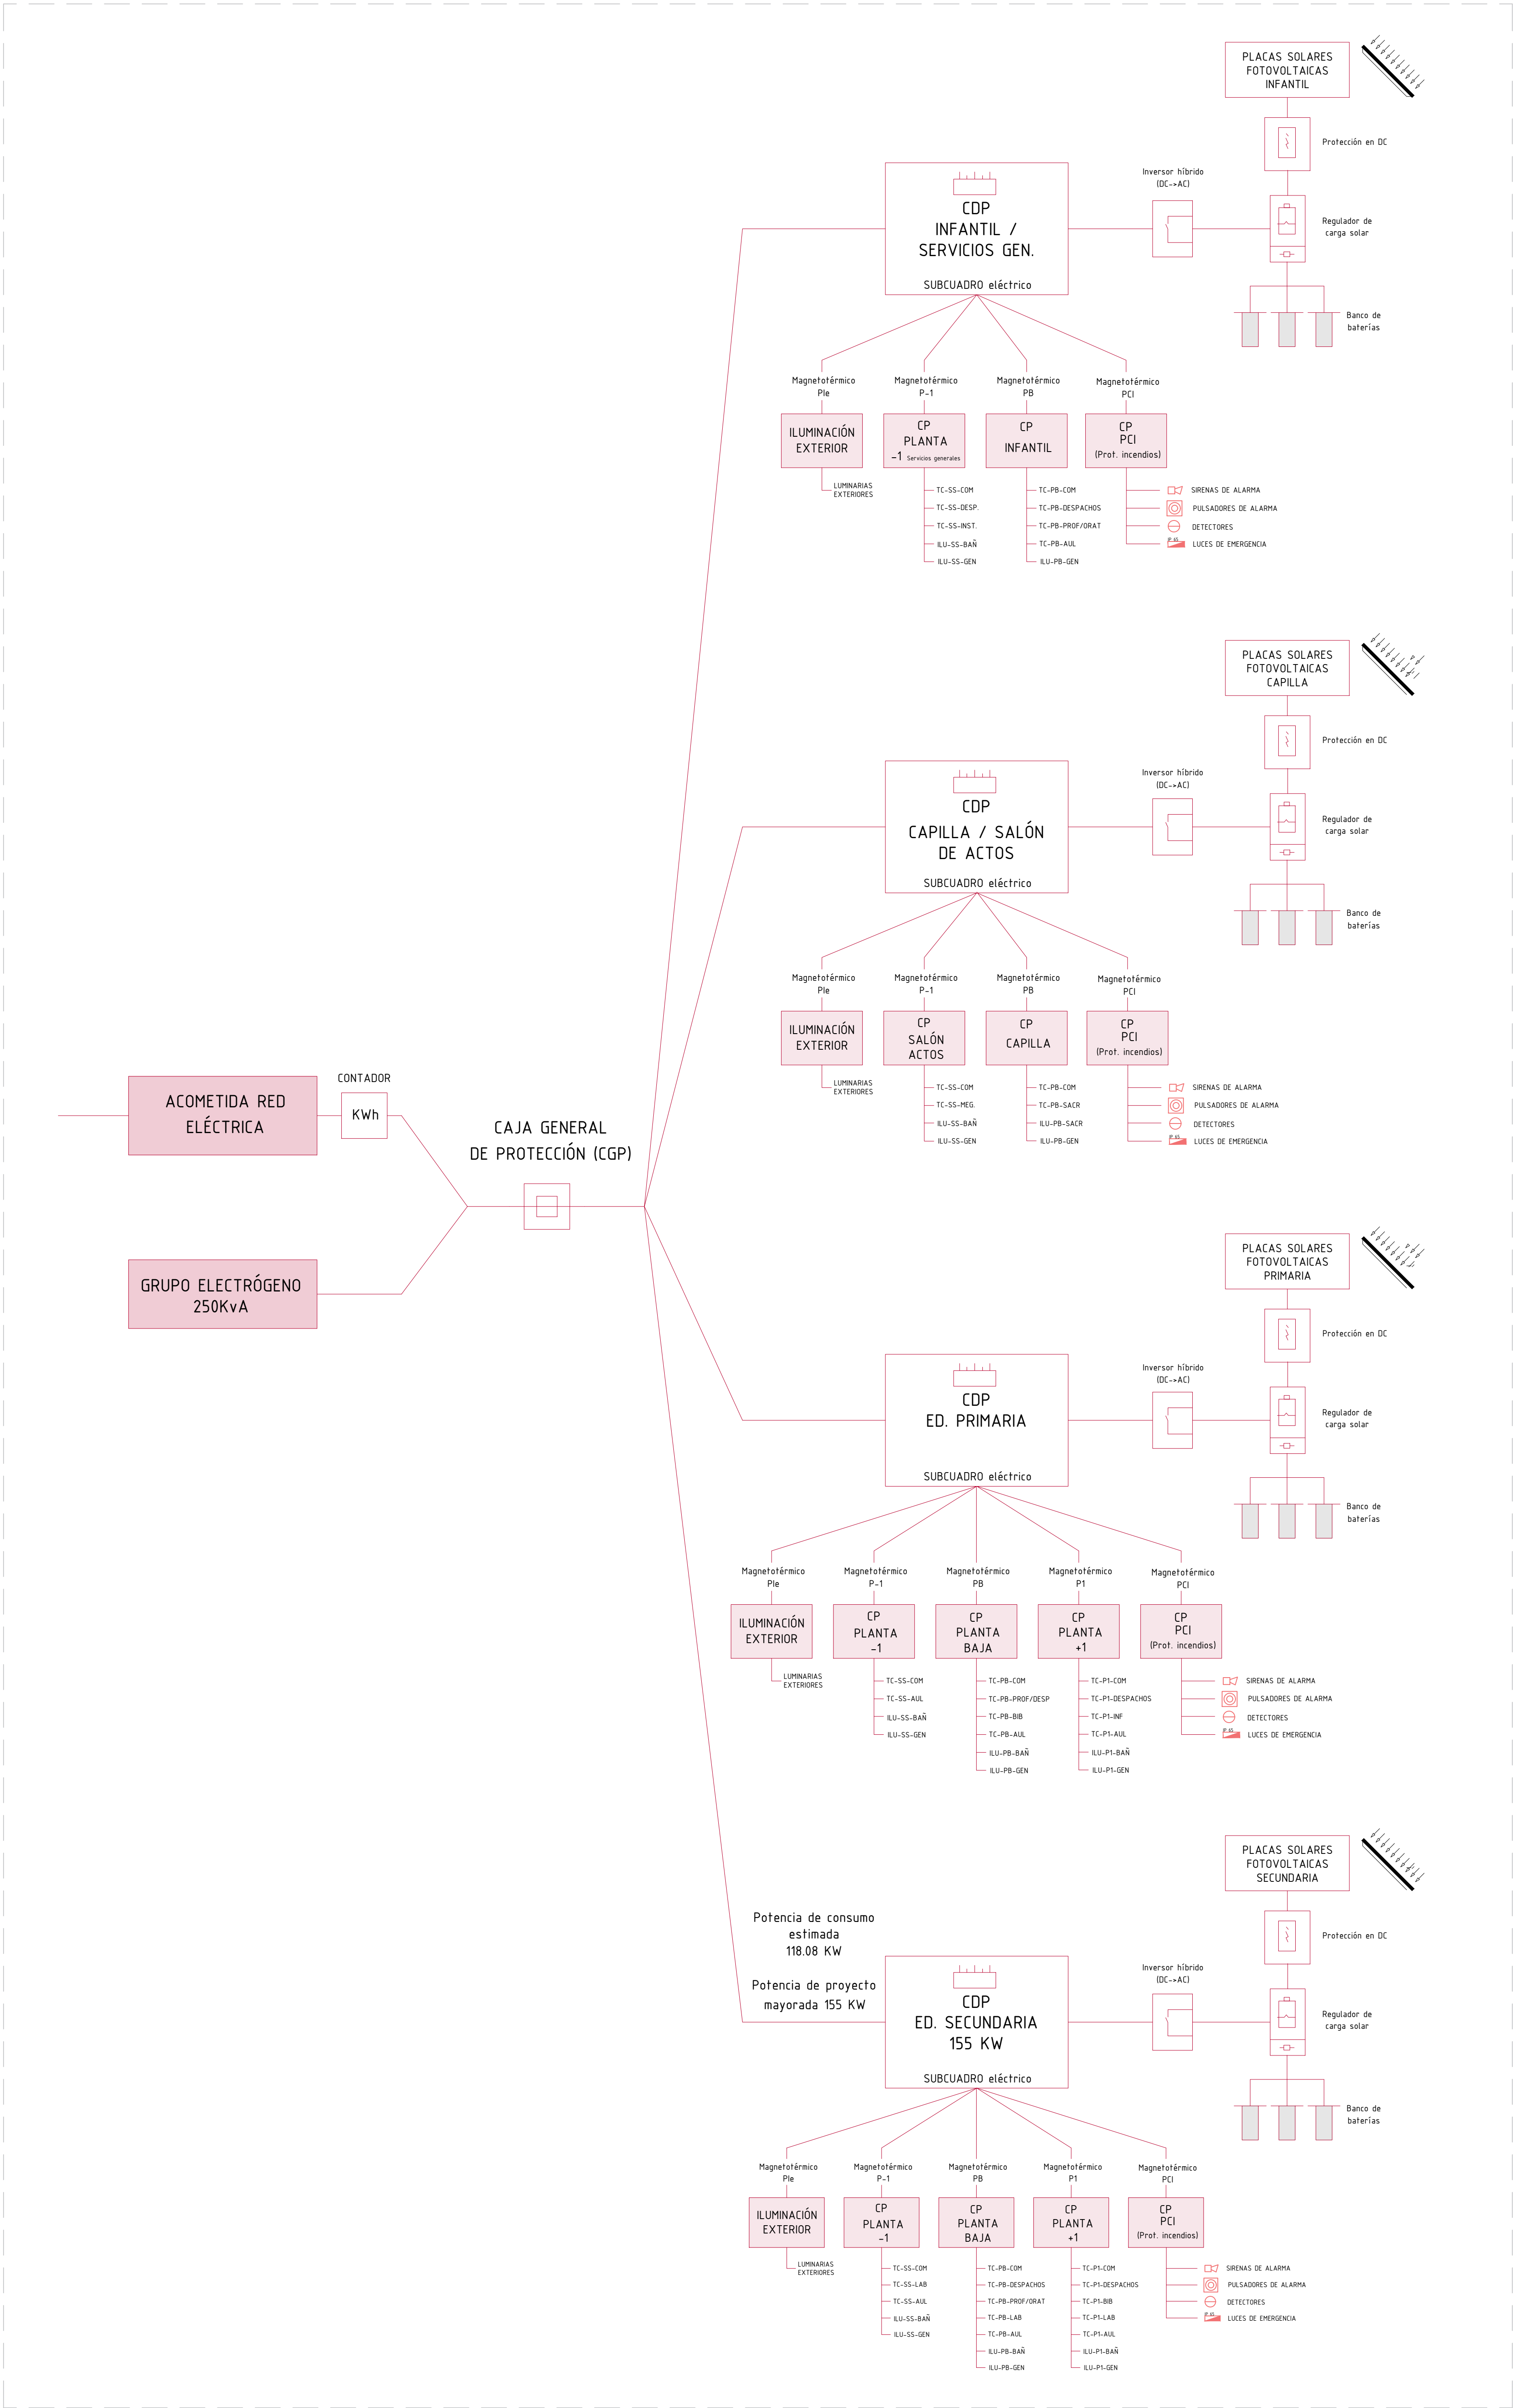 PLACAS SOLARES
FOTOVOLTAICAS
INFANTIL
Protección en DC
Inversor híbrido
(DC->AC)
Regulador de
carga solar
Banco de
baterías
CDP
INFANTIL /
SERVICIOS GEN.
SUBCUADRO eléctrico
Magnetotérmico
PIe
Magnetotérmico
P-1
Magnetotérmico
PB
Magnetotérmico
PCI
ILUMINACIÓN
EXTERIOR
CP
PLANTA
-1 Servicios generales
CP
INFANTIL
CP
PCI
(Prot. incendios)
LUMINARIAS
EXTERIORES
TC-SS-COM
TC-SS-DESP.
TC-SS-INST.
ILU-SS-BAÑ
ILU-SS-GEN
TC-PB-COM
TC-PB-DESPACHOS
TC-PB-PROF/ORAT
TC-PB-AUL
ILU-PB-GEN
SIRENAS DE ALARMA
PULSADORES DE ALARMA
DETECTORES
IP 65
LUCES DE EMERGENCIA
PLACAS SOLARES
FOTOVOLTAICAS
CAPILLA
Protección en DC
Inversor híbrido
(DC->AC)
Regulador de
carga solar
Banco de
baterías
CDP
CAPILLA / SALÓN
DE ACTOS
SUBCUADRO eléctrico
Magnetotérmico
PIe
Magnetotérmico
P-1
Magnetotérmico
PB
Magnetotérmico
PCI
ILUMINACIÓN
EXTERIOR
CP
SALÓN
ACTOS
CP
CAPILLA
CP
PCI
(Prot. incendios)
LUMINARIAS
EXTERIORES
TC-SS-COM
TC-SS-MEG.
ILU-SS-BAÑ
ILU-SS-GEN
TC-PB-COM
TC-PB-SACR
ILU-PB-SACR
ILU-PB-GEN
SIRENAS DE ALARMA
PULSADORES DE ALARMA
DETECTORES
IP 65
LUCES DE EMERGENCIA
ACOMETIDA RED
ELÉCTRICA
CONTADOR
KWh
CAJA GENERAL
DE PROTECCIÓN (CGP)
GRUPO ELECTRÓGENO
250KvA
PLACAS SOLARES
FOTOVOLTAICAS
PRIMARIA
Protección en DC
Inversor híbrido
(DC->AC)
Regulador de
carga solar
Banco de
baterías
CDP
ED. PRIMARIA
SUBCUADRO eléctrico
Magnetotérmico
PIe
Magnetotérmico
P-1
Magnetotérmico
PB
Magnetotérmico
P1
Magnetotérmico
PCI
ILUMINACIÓN
EXTERIOR
CP
PLANTA
-1
CP
PLANTA
BAJA
CP
PLANTA
+1
CP
PCI
(Prot. incendios)
LUMINARIAS
EXTERIORES
TC-SS-COM
TC-SS-AUL
ILU-SS-BAÑ
ILU-SS-GEN
TC-PB-COM
TC-PB-PROF/DESP
TC-PB-BIB
TC-PB-AUL
ILU-PB-BAÑ
ILU-PB-GEN
TC-P1-COM
TC-P1-DESPACHOS
TC-P1-INF
TC-P1-AUL
ILU-P1-BAÑ
ILU-P1-GEN
SIRENAS DE ALARMA
PULSADORES DE ALARMA
DETECTORES
IP 65
LUCES DE EMERGENCIA
PLACAS SOLARES
FOTOVOLTAICAS
SECUNDARIA
Protección en DC
Inversor híbrido
(DC->AC)
Regulador de
carga solar
Banco de
baterías
Potencia de consumo
estimada
118.08 KW
Potencia de proyecto
mayorada 155 KW
CDP
ED. SECUNDARIA
155 KW
SUBCUADRO eléctrico
Magnetotérmico
PIe
Magnetotérmico
P-1
Magnetotérmico
PB
Magnetotérmico
P1
Magnetotérmico
PCI
ILUMINACIÓN
EXTERIOR
CP
PLANTA
-1
CP
PLANTA
BAJA
CP
PLANTA
+1
CP
PCI
(Prot. incendios)
LUMINARIAS
EXTERIORES
TC-SS-COM
TC-SS-LAB
TC-SS-AUL
ILU-SS-BAÑ
ILU-SS-GEN
TC-PB-COM
TC-PB-DESPACHOS
TC-PB-PROF/ORAT
TC-PB-LAB
TC-PB-AUL
ILU-PB-BAÑ
ILU-PB-GEN
TC-P1-COM
TC-P1-DESPACHOS
TC-P1-BIB
TC-P1-LAB
TC-P1-AUL
ILU-P1-BAÑ
ILU-P1-GEN
SIRENAS DE ALARMA
PULSADORES DE ALARMA
DETECTORES
IP 65
LUCES DE EMERGENCIA